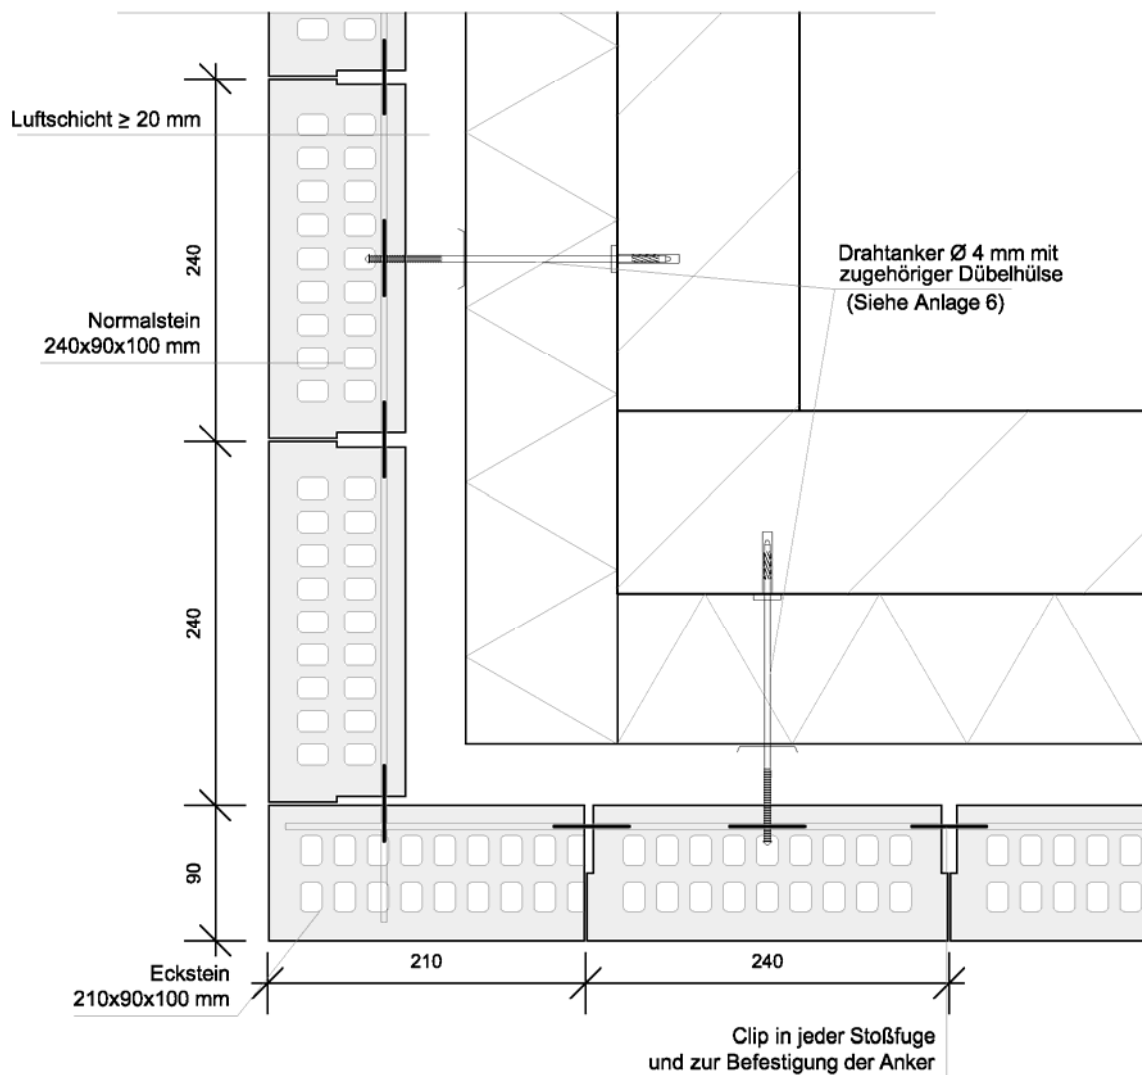 Luftschicht ≥ 20 mm
240
Drahtanker Ø 4 mm mit
zugehöriger Dübelhülse
(Siehe Anlage 6)
Normalstein
240x90x100 mm
240
90
210
240
Eckstein
210x90x100 mm
Clip in jeder Stoßfuge
und zur Befestigung der Anker